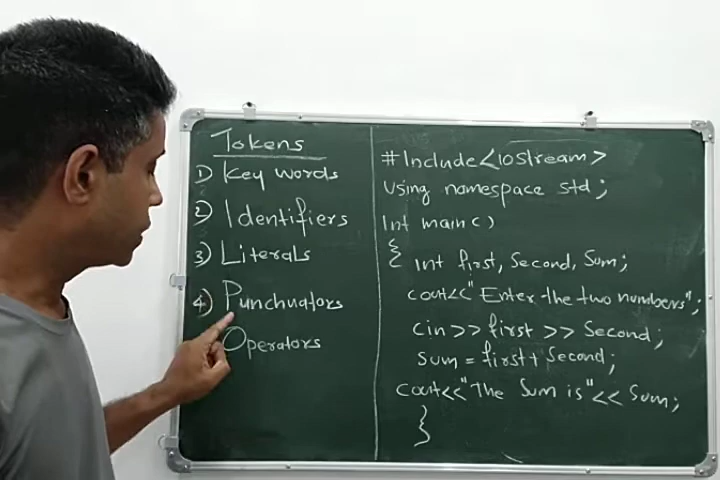 Tokens
1) Key words
2) Identifiers
3) Literals
4) Punchuators
Operators
#Include <IoStream>
Using namespace std;
Int main()
{ Int first, Second, Sum;
cout<<"Enter the two numbers";
cin >> first >> Second;
Sum = first + Second;
cout<<"The Sum is"<< Sum;
}